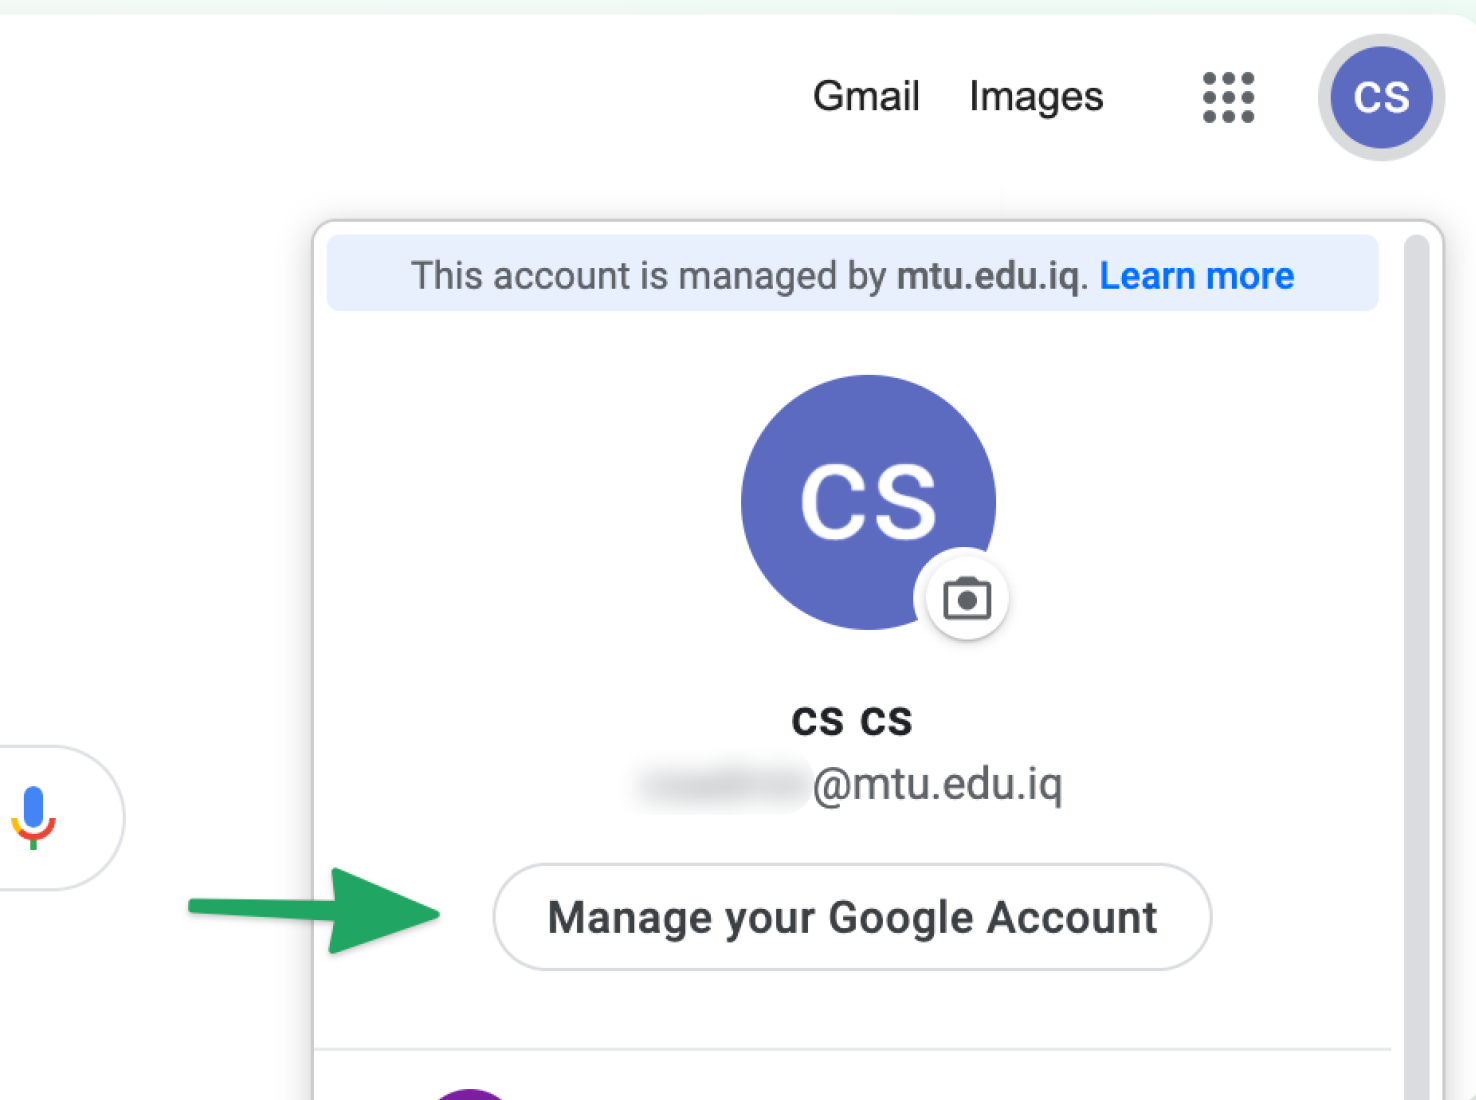 Gmail Images CS
This account is managed by mtu.edu.iq. Learn more
CS
cs cs
@mtu.edu.iq
Manage your Google Account